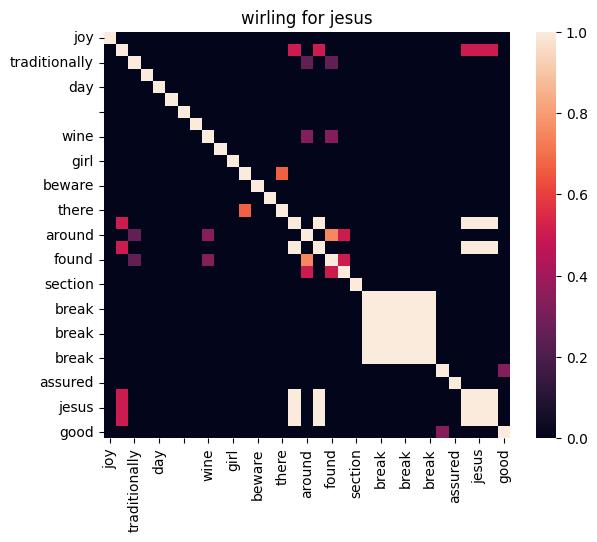 wirling for jesus
joy
traditionally
day
wine
girl
beware
there
around
found
section
break
break
break
assured
jesus
good
joy
traditionally
day
wine
girl
beware
there
around
found
section
break
break
break
assured
jesus
good
1.0
0.8
0.6
0.4
0.2
0.0